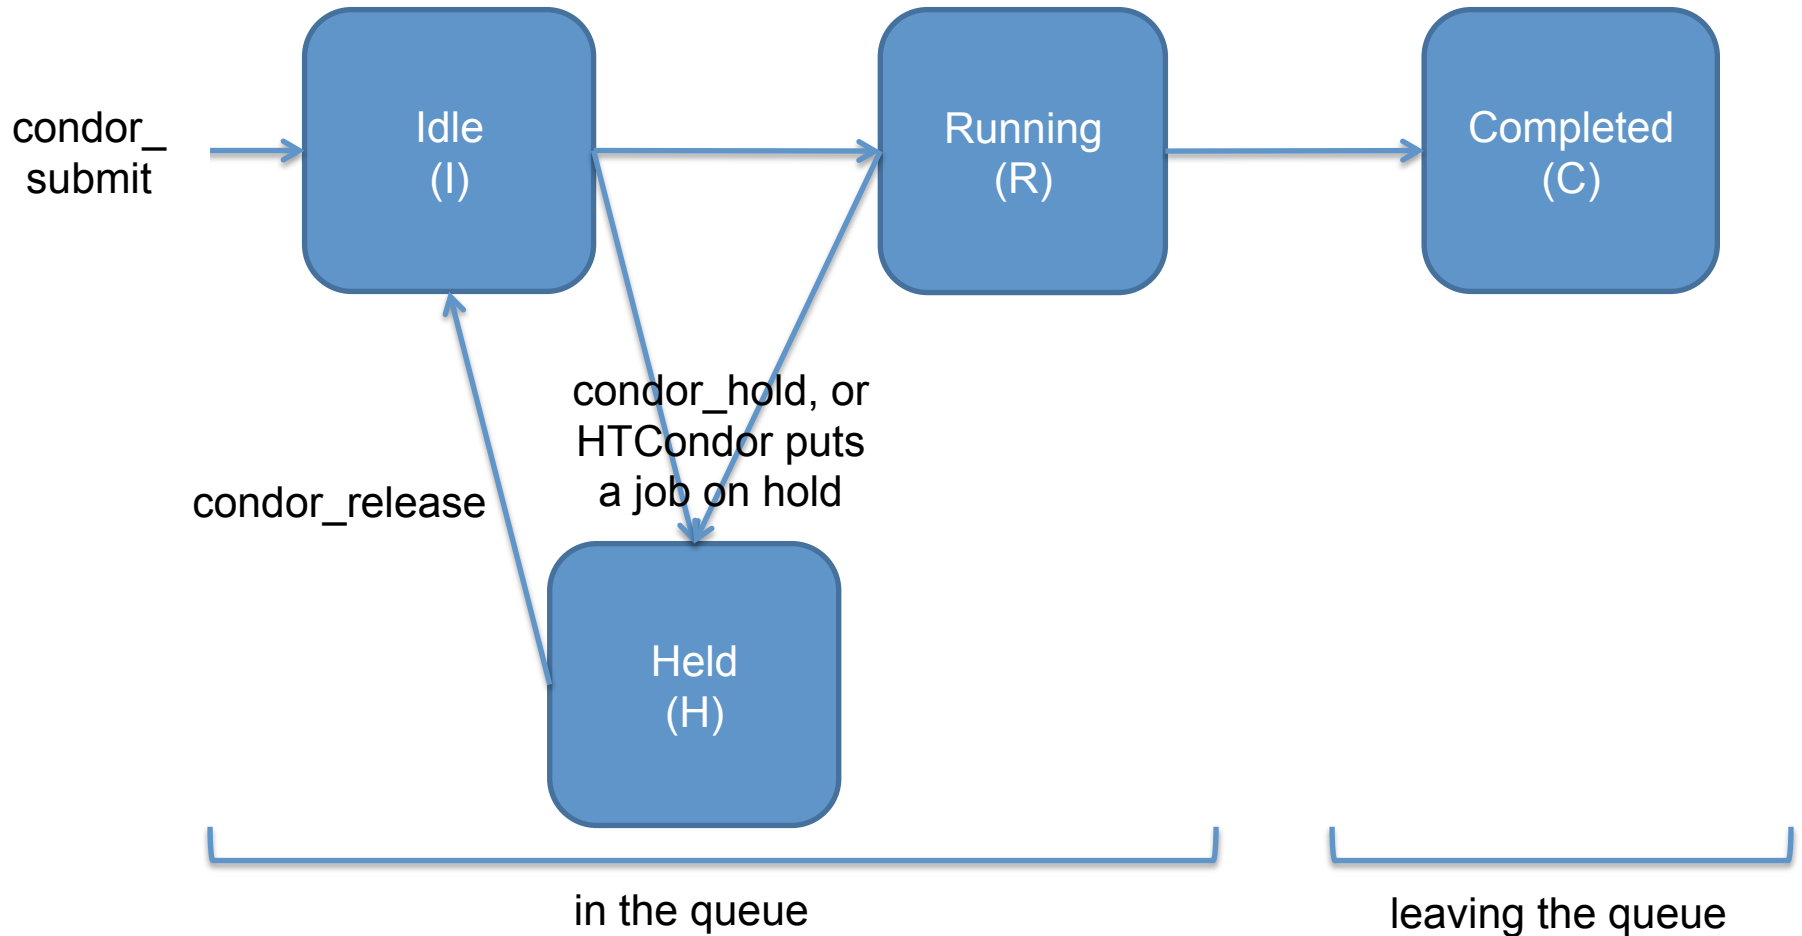 condor_
submit
Idle
(I)
Running
(R)
Completed
(C)
condor_hold, or
HTCondor puts
a job on hold
condor_release
Held
(H)
in the queue
leaving the queue